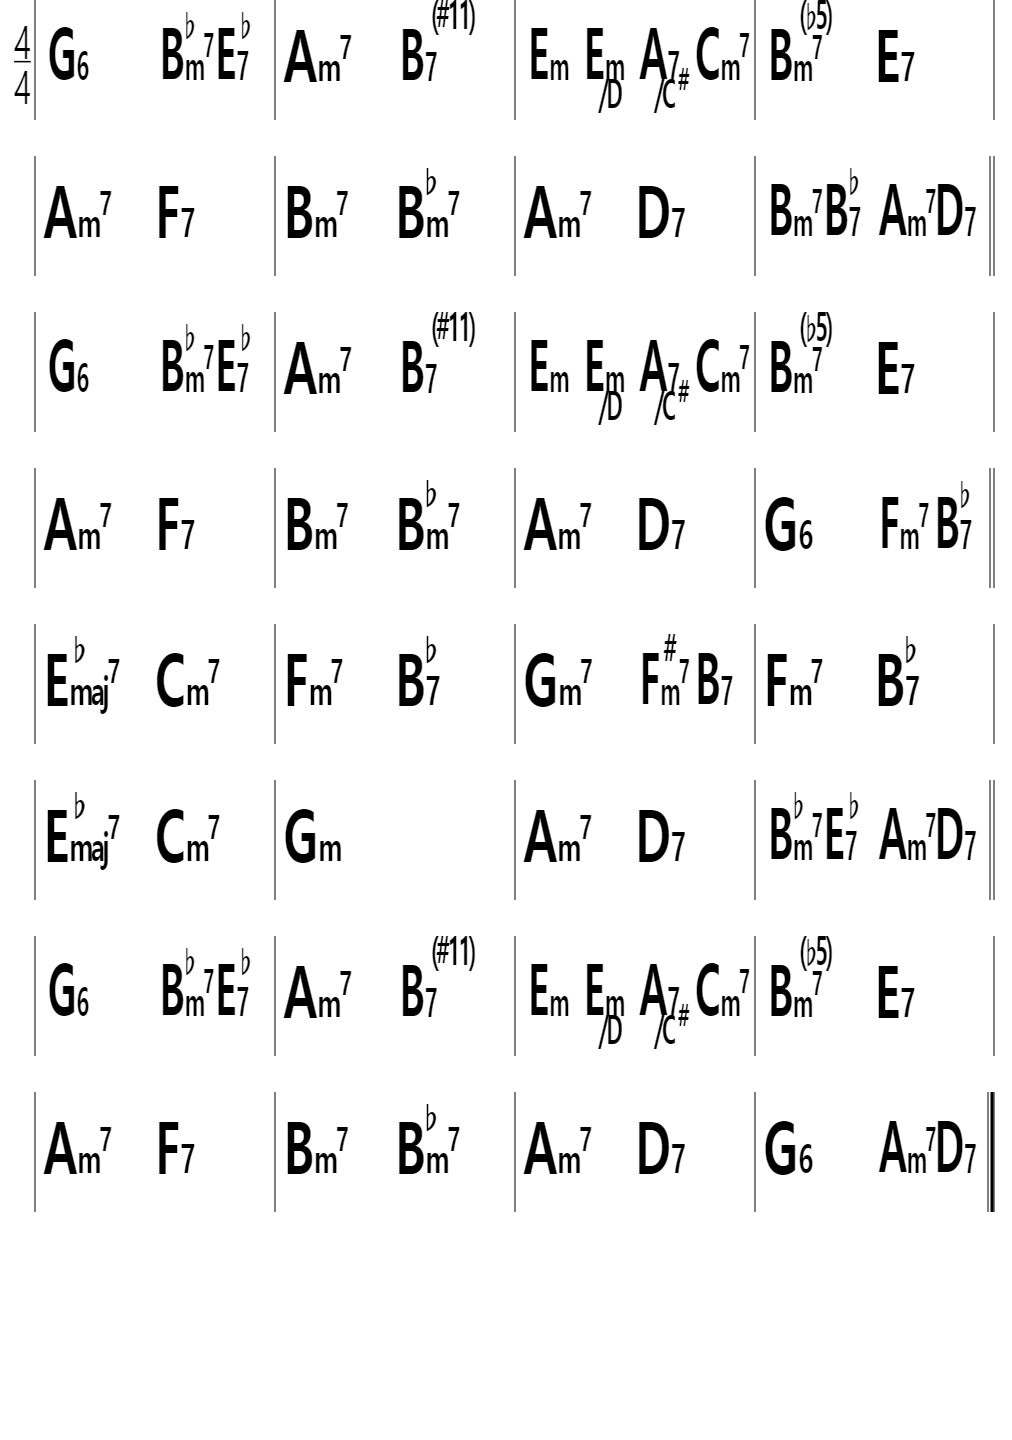 4/4 G6 B♭m7 E♭7 Am7 B7(#11) Em Em/D A7/C# Cm7 Bm7(♭5) E7
Am7 F7 Bm7 B♭m7 Am7 D7 Bm7 B♭7 Am7 D7
G6 B♭m7 E♭7 Am7 B7(#11) Em Em/D A7/C# Cm7 Bm7(♭5) E7
Am7 F7 Bm7 B♭m7 Am7 D7 G6 Fm7 B♭7
E♭maj7 Cm7 Fm7 B♭7 Gm7 F#m7 B7 Fm7 B♭7
E♭maj7 Cm7 Gm Am7 D7 B♭m7 E♭7 Am7 D7
G6 B♭m7 E♭7 Am7 B7(#11) Em Em/D A7/C# Cm7 Bm7(♭5) E7
Am7 F7 Bm7 B♭m7 Am7 D7 G6 Am7 D7